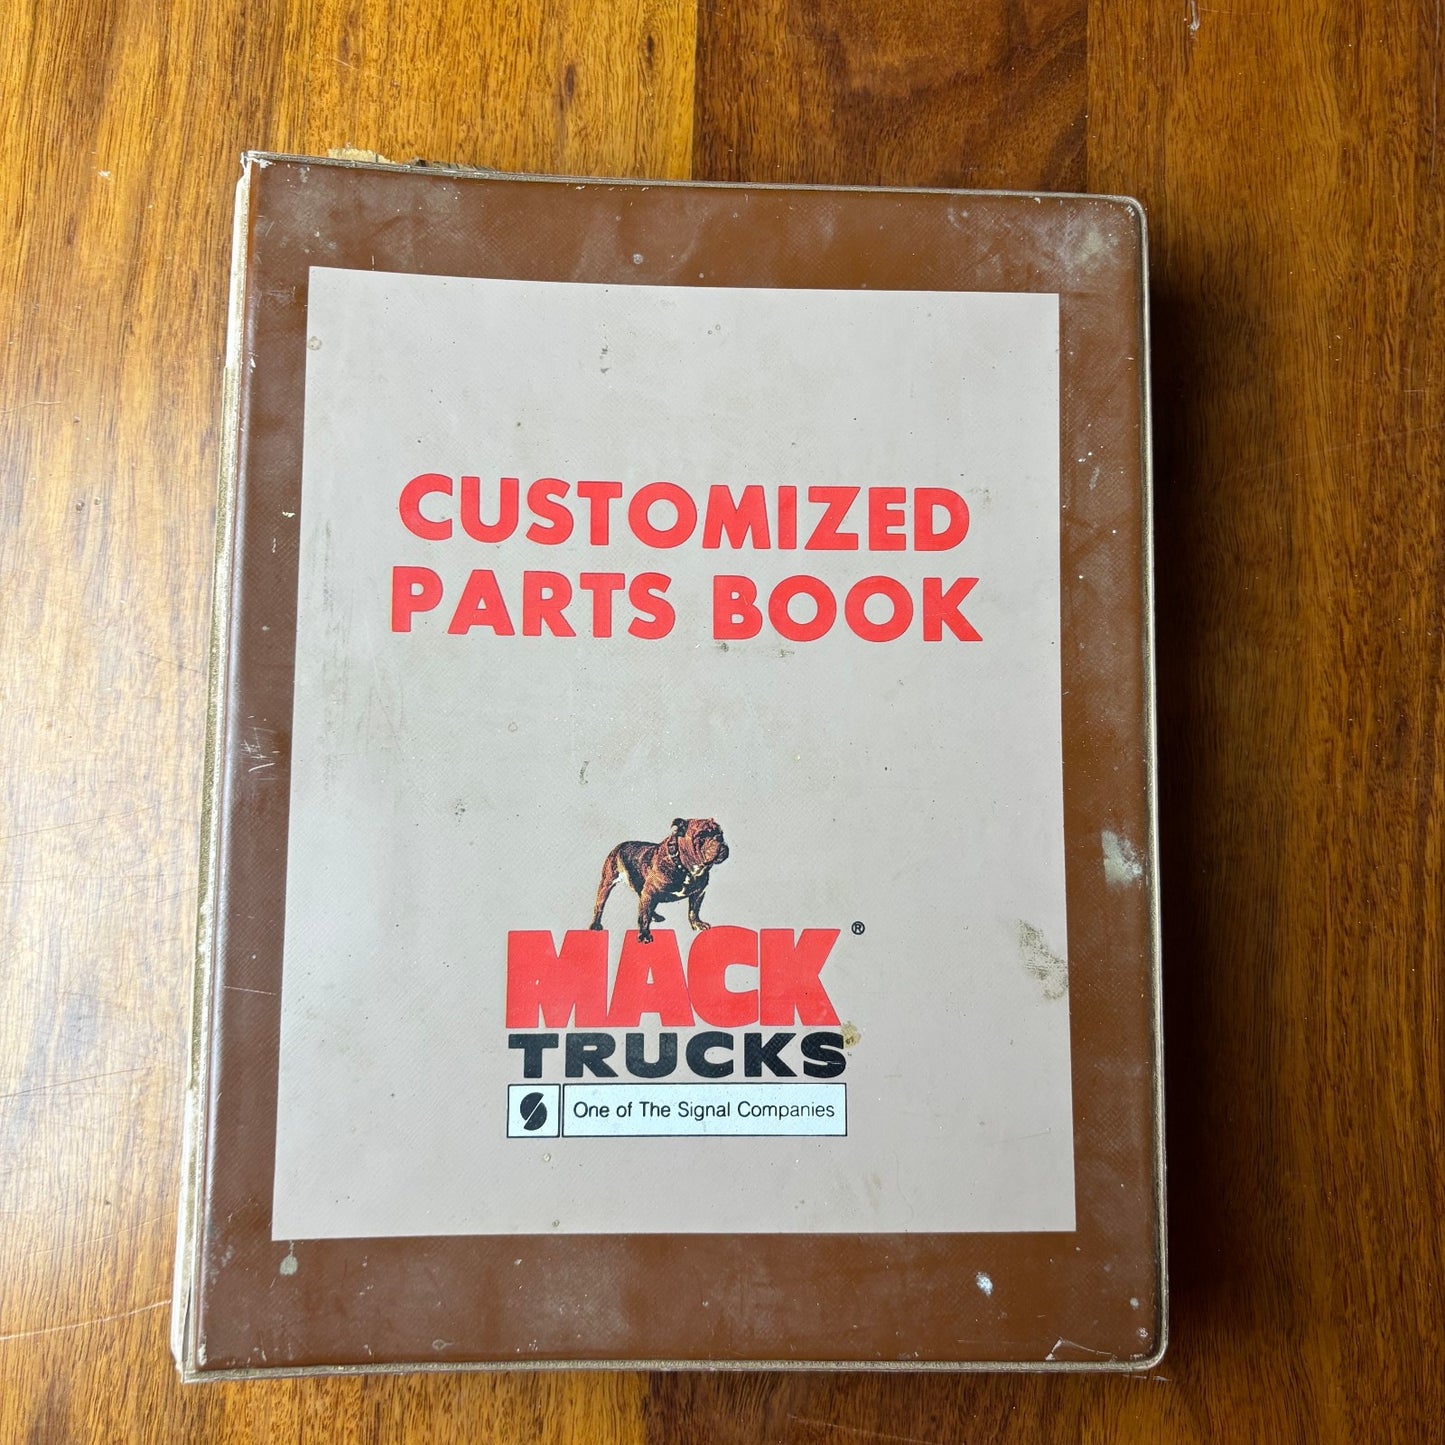 CUSTOMIZED
PARTS BOOK
MACK®
TRUCKS
One of The Signal Companies